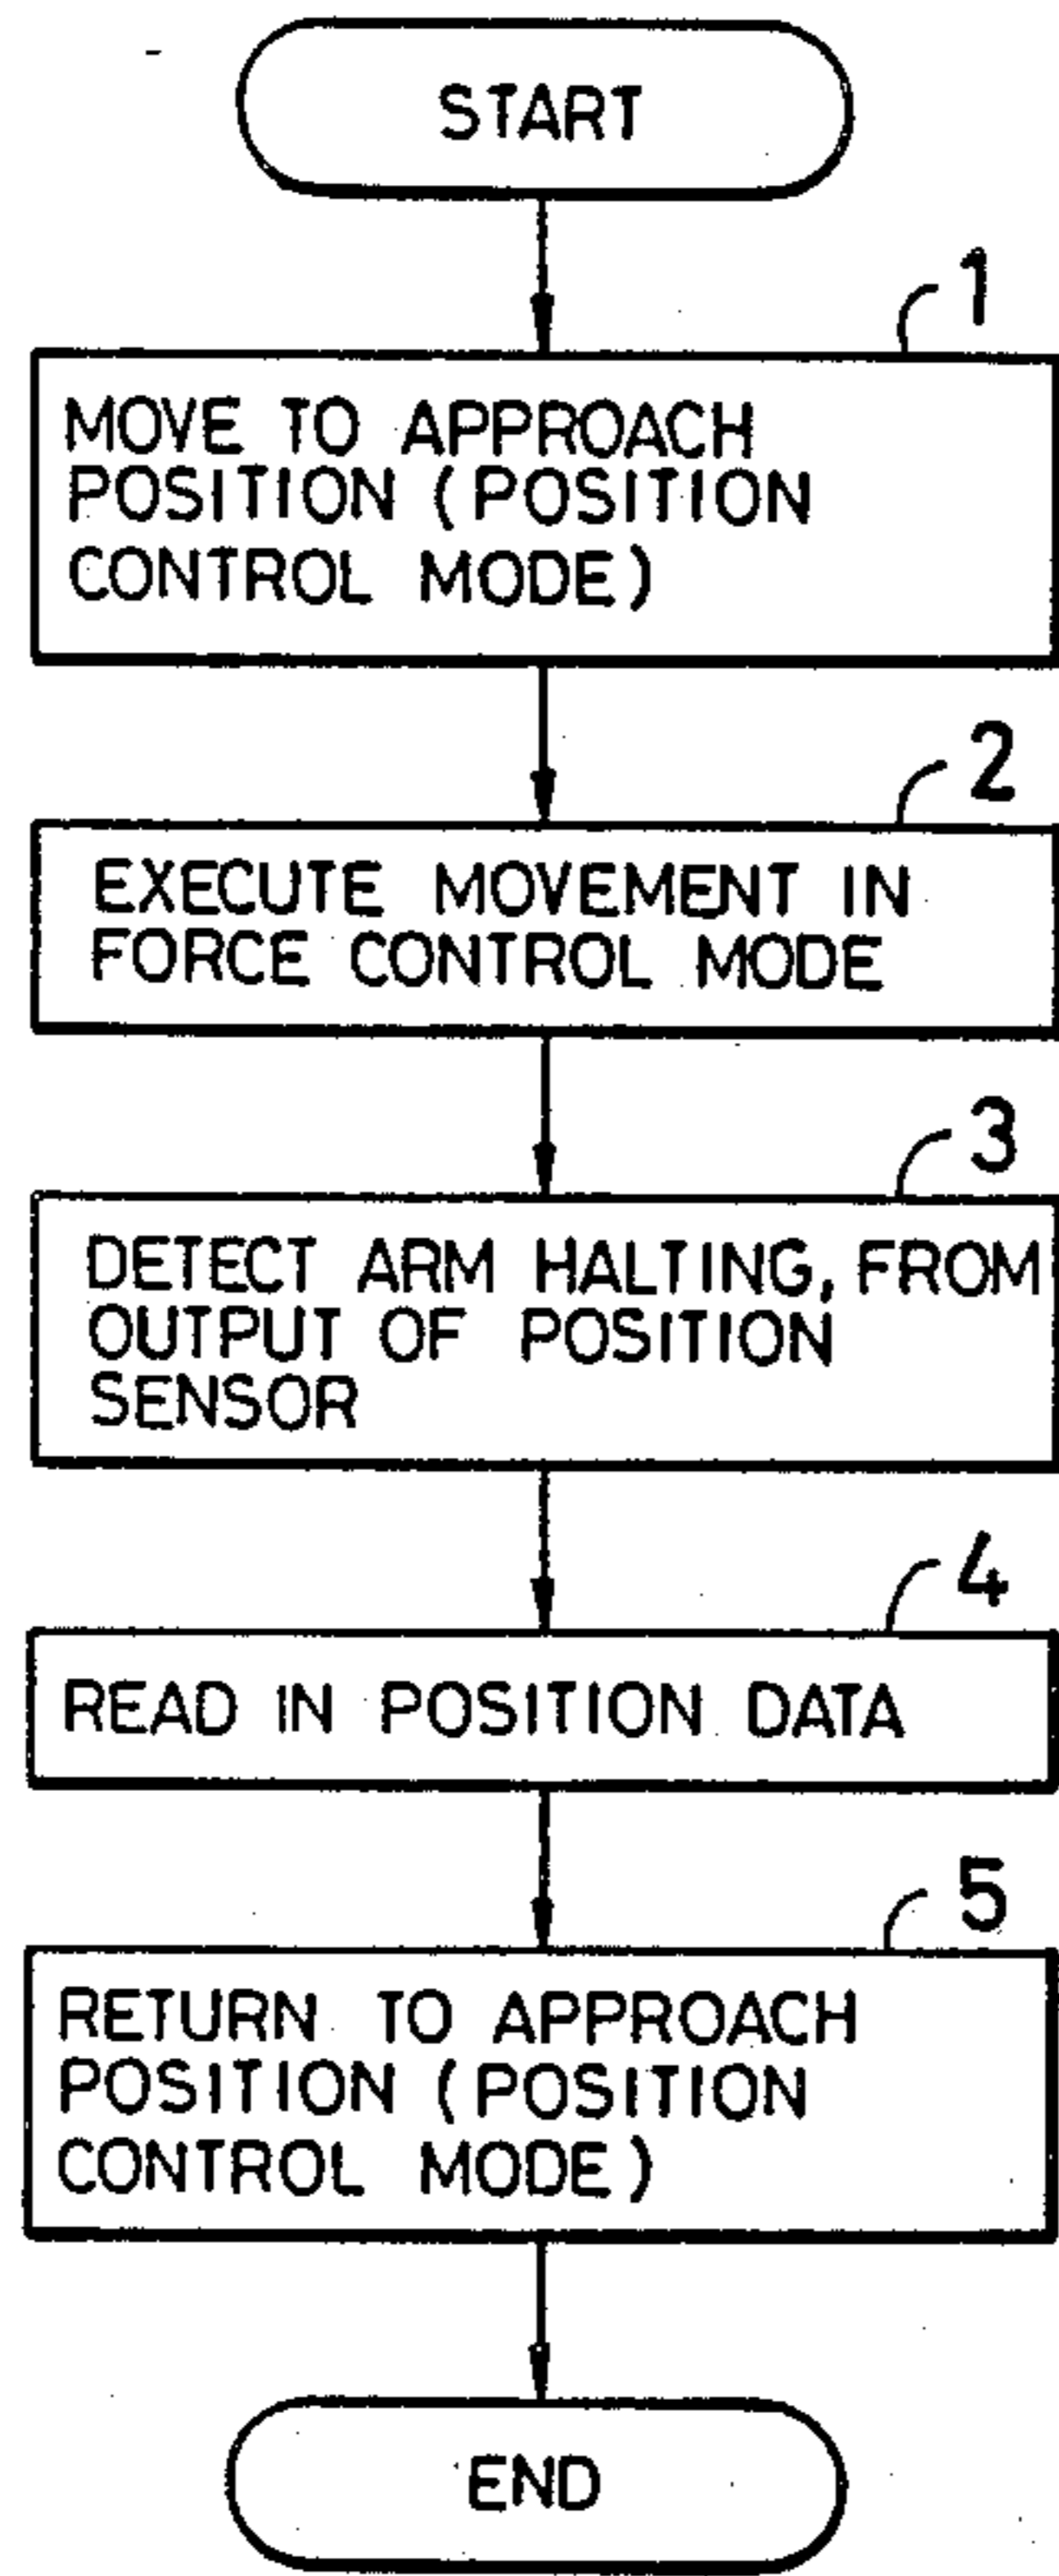 START
1
MOVE TO APPROACH
POSITION (POSITION
CONTROL MODE)
2
EXECUTE MOVEMENT IN
FORCE CONTROL MODE
3
DETECT ARM HALTING, FROM
OUTPUT OF POSITION
SENSOR
4
READ IN POSITION DATA
5
RETURN TO APPROACH
POSITION (POSITION
CONTROL MODE)
END